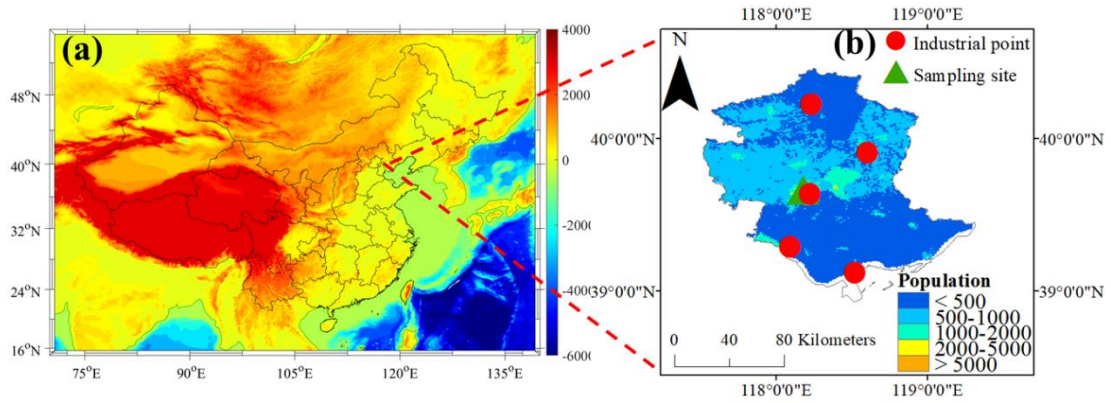 (a)
48°N
40°N
32°N
24°N
16°N
75°E
90°E
105°E
120°E
135°E
4000
2000
0
-2000
-4000
-6000
118°0'0"E
119°0'0"E
(b)
N
Industrial point
Sampling site
40°0'0"N
39°0'0"N
40°0'0"N
39°0'0"N
Population
< 500
500-1000
1000-2000
2000-5000
> 5000
0
40
80 Kilometers
118°0'0"E
119°0'0"E